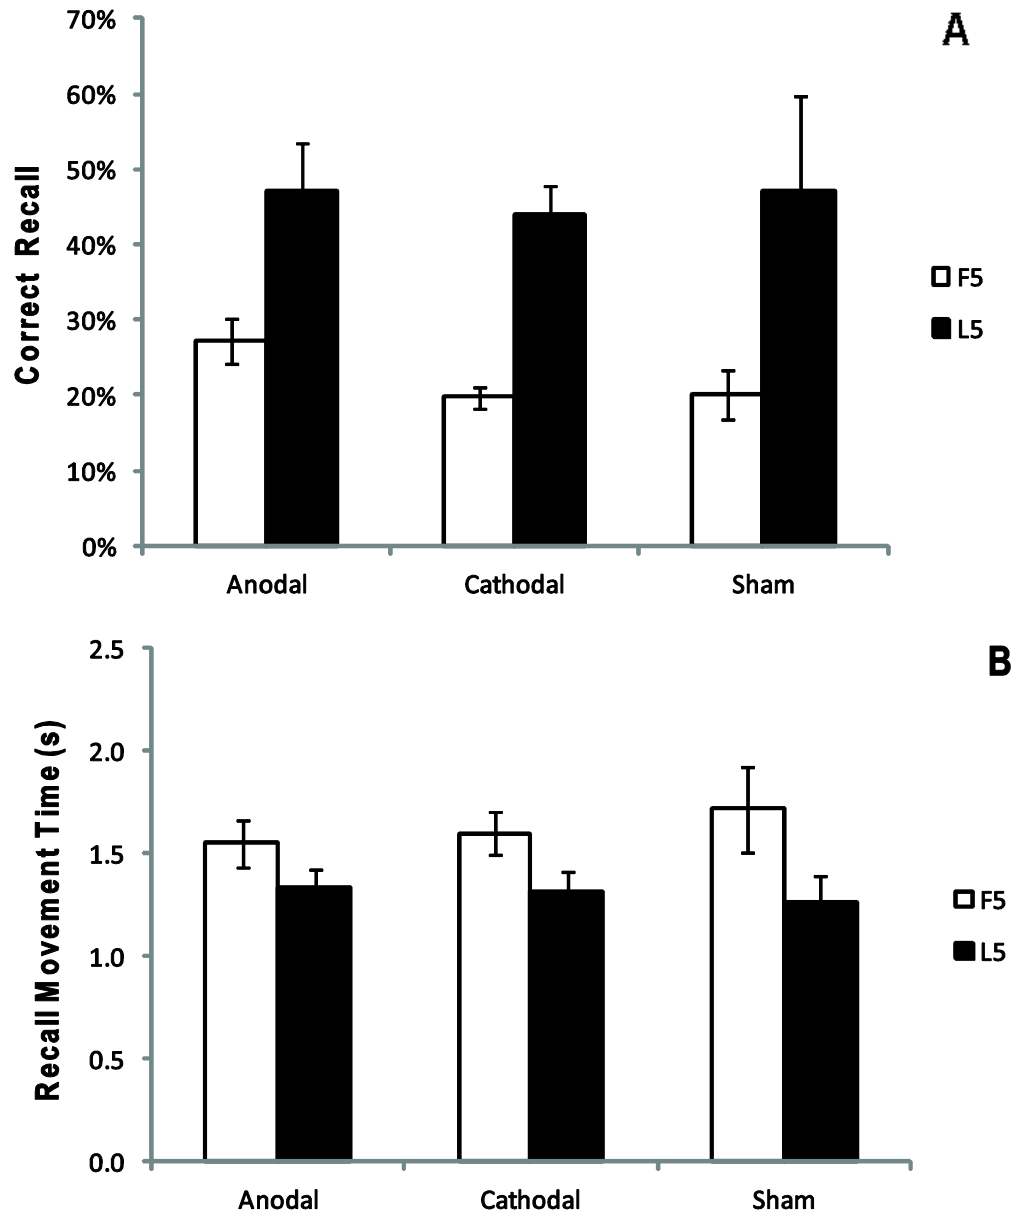 A
70%
60%
50%
40%
30%
20%
10%
0%
Correct Recall
F5
L5
Anodal Cathodal Sham
B
2.5
2.0
1.5
1.0
0.5
0.0
Recall Movement Time (s)
F5
L5
Anodal Cathodal Sham